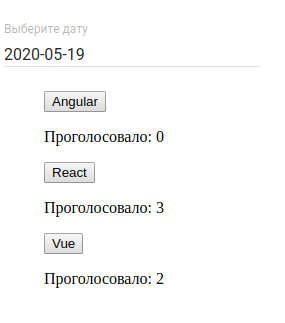 Выберите дату
2020-05-19
Angular
Проголосовало: 0
React
Проголосовало: 3
Vue
Проголосовало: 2